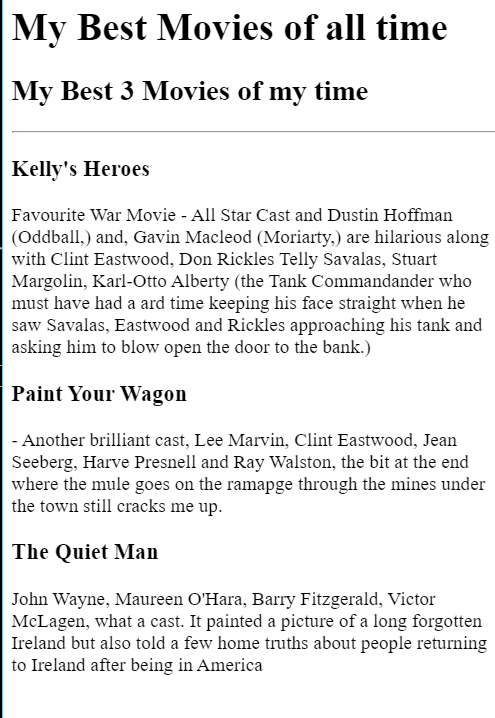 My Best Movies of all time
My Best 3 Movies of my time
Kelly's Heroes
Favourite War Movie - All Star Cast and Dustin Hoffman
(Oddball,) and, Gavin Macleod (Moriarty,) are hilarious along
with Clint Eastwood, Don Rickles Telly Savalas, Stuart
Margolin, Karl-Otto Alberty (the Tank Commandander who
must have had a ard time keeping his face straight when he
saw Savalas, Eastwood and Rickles approaching his tank and
asking him to blow open the door to the bank.)
Paint Your Wagon
- Another brilliant cast, Lee Marvin, Clint Eastwood, Jean
Seeberg, Harve Presnell and Ray Walston, the bit at the end
where the mule goes on the ramapge through the mines under
the town still cracks me up.
The Quiet Man
John Wayne, Maureen O'Hara, Barry Fitzgerald, Victor
McLagen, what a cast. It painted a picture of a long forgotten
Ireland but also told a few home truths about people returning
to Ireland after being in America